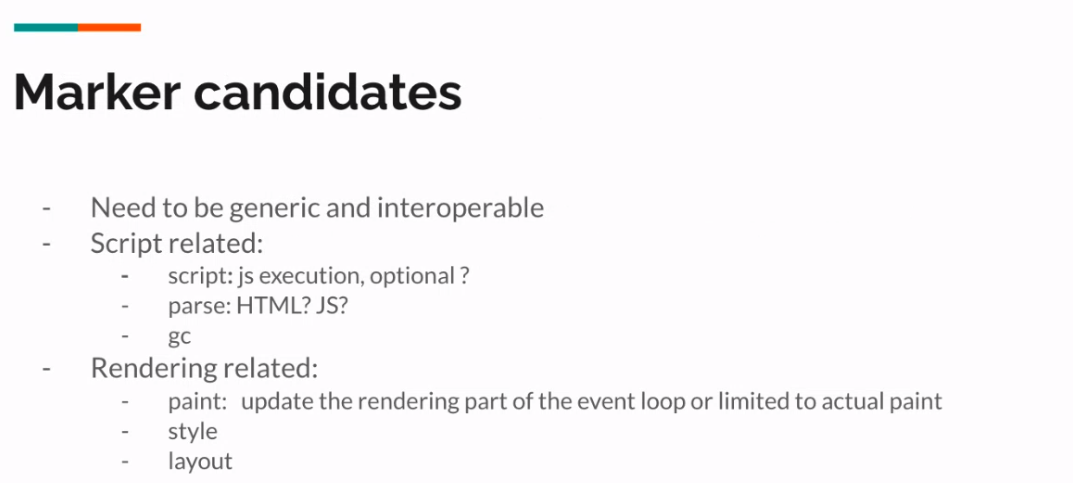 Marker candidates
- Need to be generic and interoperable
- Script related:
- script: js execution, optional ?
- parse: HTML? JS?
- gc
- Rendering related:
- paint: update the rendering part of the event loop or limited to actual paint
- style
- layout